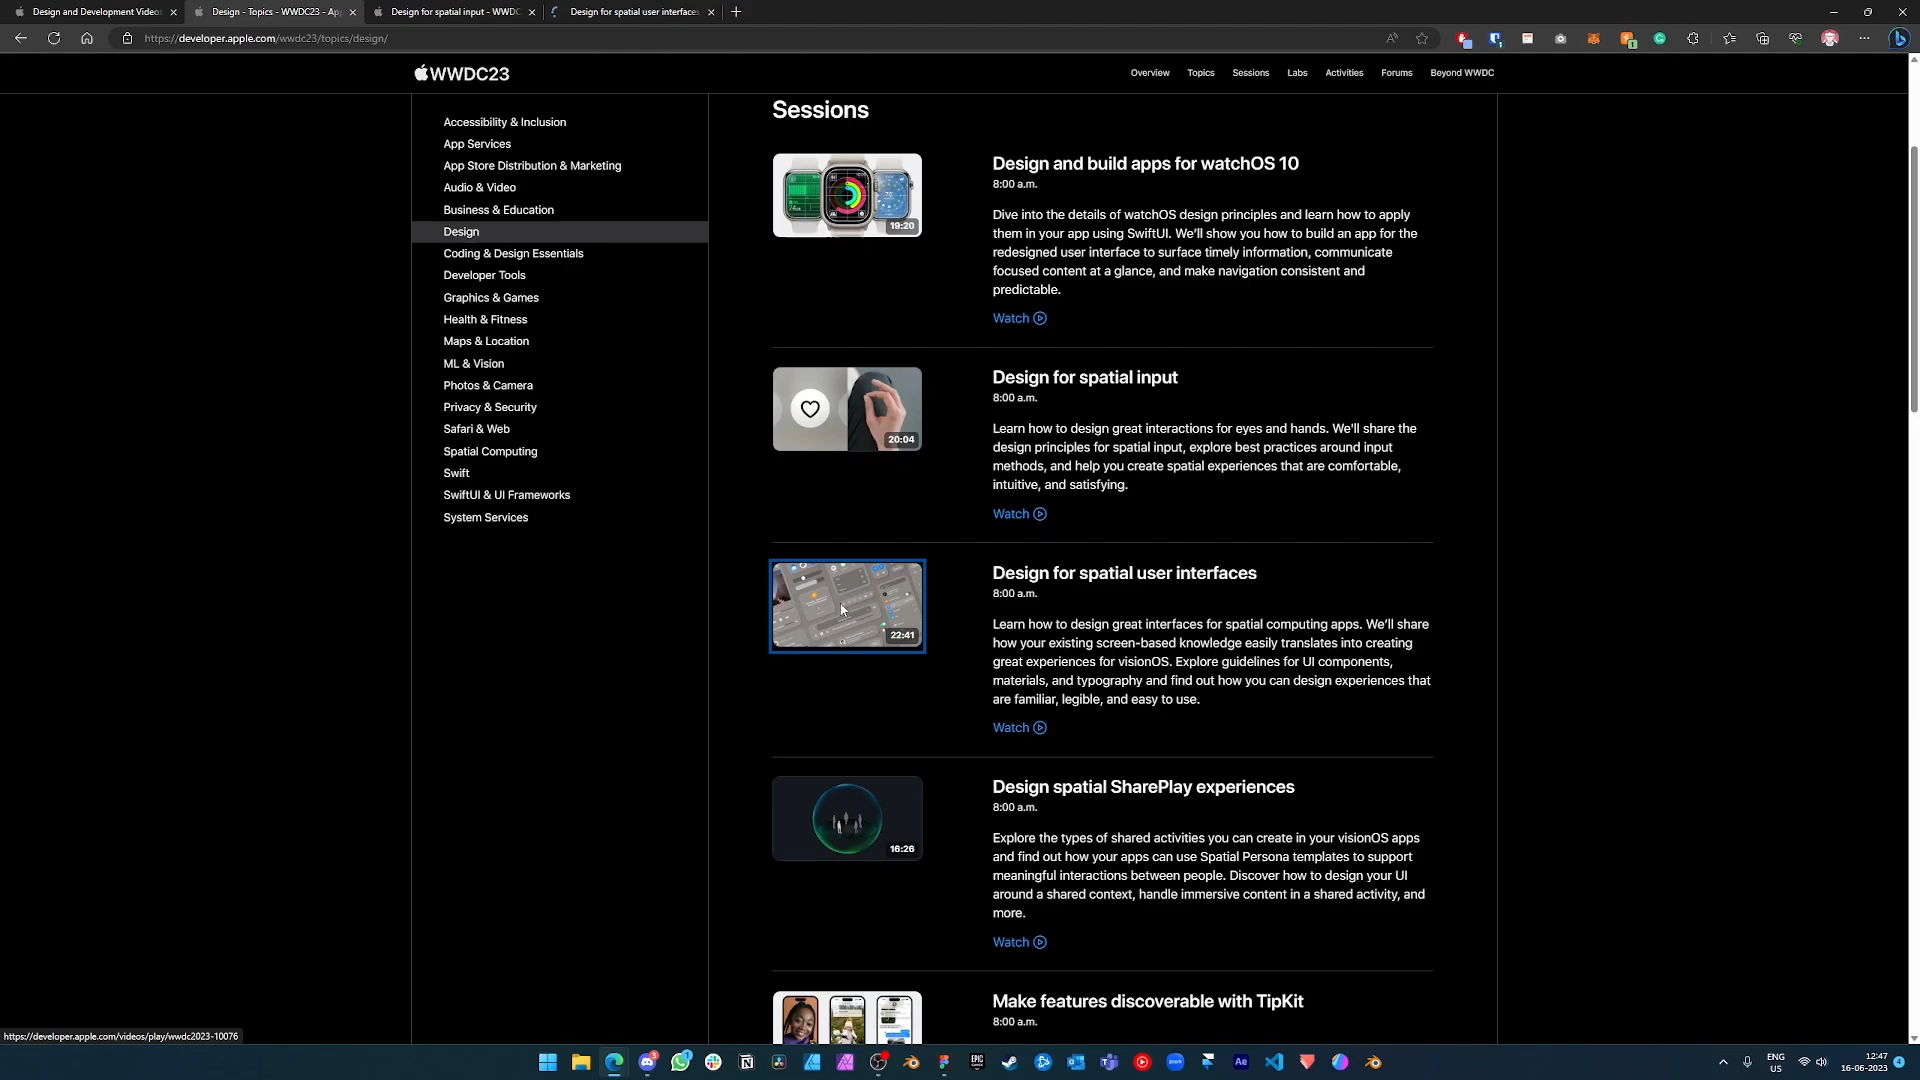 Design and Development Videos
Design - Topics - WWDC23 - Ap
Design for spatial input - WWDC
Design for spatial user interfaces
https://developer.apple.com/wwdc23/topics/design/
WWDC23
Overview
Topics
Sessions
Labs
Activities
Forums
Beyond WWDC
Accessibility & Inclusion
App Services
App Store Distribution & Marketing
Audio & Video
Business & Education
Design
Coding & Design Essentials
Developer Tools
Graphics & Games
Health & Fitness
Maps & Location
ML & Vision
Photos & Camera
Privacy & Security
Safari & Web
Spatial Computing
Swift
SwiftUI & UI Frameworks
System Services
Sessions
19:20
Design and build apps for watchOS 10
8:00 a.m.
Dive into the details of watchOS design principles and learn how to apply
them in your app using SwiftUI. We'll show you how to build an app for the
redesigned user interface to surface timely information, communicate
focused content at a glance, and make navigation consistent and
predictable.
Watch
20:04
Design for spatial input
8:00 a.m.
Learn how to design great interactions for eyes and hands. We'll share the
design principles for spatial input, explore best practices around input
methods, and help you create spatial experiences that are comfortable,
intuitive, and satisfying.
Watch
22:41
Design for spatial user interfaces
8:00 a.m.
Learn how to design great interfaces for spatial computing apps. We'll share
how your existing screen-based knowledge easily translates into creating
great experiences for visionOS. Explore guidelines for UI components,
materials, and typography and find out how you can design experiences that
are familiar, legible, and easy to use.
Watch
16:26
Design spatial SharePlay experiences
8:00 a.m.
Explore the types of shared activities you can create in your visionOS apps
and find out how your apps can use Spatial Persona templates to support
meaningful interactions between people. Discover how to design your UI
around a shared context, handle immersive content in a shared activity, and
more.
Watch
Make features discoverable with TipKit
8:00 a.m.
https://developer.apple.com/videos/play/wwdc2023-10076
ENG
US
12:47
16-06-2023